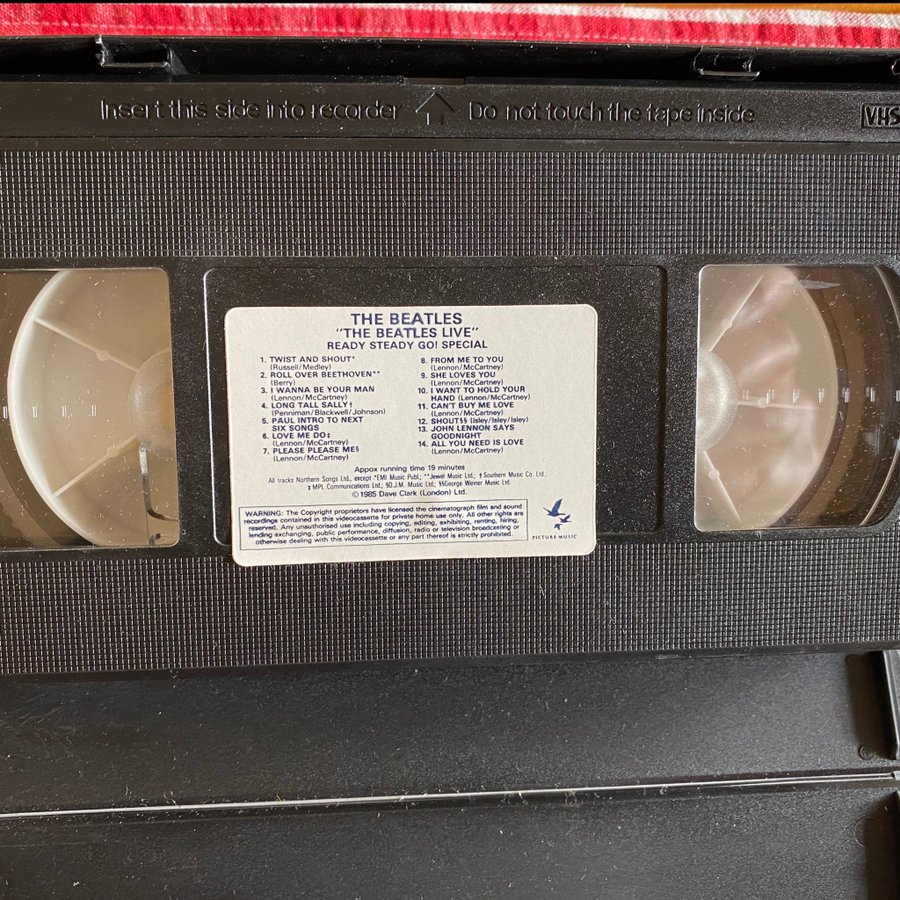 Insert this side into recorder Do not touch the tape inside VHS
THE BEATLES
"THE BEATLES LIVE"
READY STEADY GO! SPECIAL
1. TWIST AND SHOUT*
(Russell/Medley)
2. ROLL OVER BEETHOVEN**
(Berry)
3. I WANNA BE YOUR MAN
(Lennon/McCartney)
4. LONG TALL SALLY†
(Penniman/Blackwell/Johnson)
5. PAUL INTRO TO NEXT
SIX SONGS
6. LOVE ME DO‡
(Lennon/McCartney)
7. PLEASE PLEASE ME§
(Lennon/McCartney)
8. FROM ME TO YOU
(Lennon/McCartney)
9. SHE LOVES YOU
(Lennon/McCartney)
10. I WANT TO HOLD YOUR
HAND (Lennon/McCartney)
11. CAN'T BUY ME LOVE
(Lennon/McCartney)
12. SHOUT§§ (Isley/Isley/Isley)
13. JOHN LENNON SAYS
GOODNIGHT
14. ALL YOU NEED IS LOVE
(Lennon/McCartney)
Appox running time 19 minutes
All tracks Northern Songs Ltd., except *EMI Music Publ.; **Jewel Music Ltd.; † Southern Music Co. Ltd.;
‡ MPL Communications Ltd.; §D.J.M. Music Ltd.; §§George Weiner Music Ltd.
©1985 Dave Clark (London) Ltd.
WARNING: The Copyright proprietors have licensed the cinematograph film and sound
recordings contained in this videocassette for private home use only. All other rights are
reserved. Any unauthorised use including copying, editing, exhibiting, renting, hiring,
lending exchanging, public performance, diffusion, radio or television broadcasting or
otherwise dealing with this videocassette or any part thereof is strictly prohibited.
PICTURE MUSIC